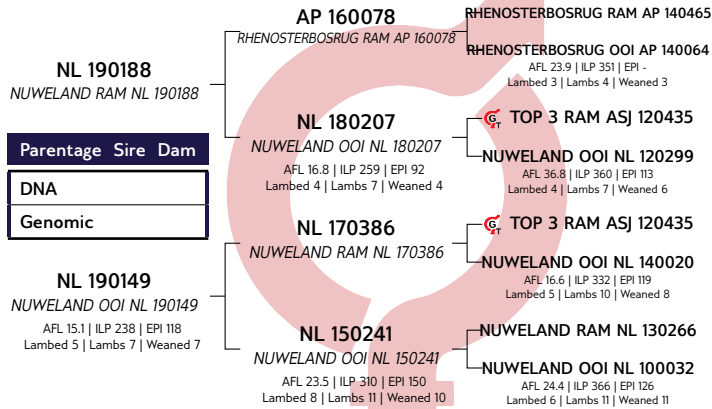 NL 190188
NUWELAND RAM NL 190188
Parentage Sire Dam
DNA
Genomic
NL 190149
NUWELAND OOI NL 190149
AFL 15.1 | ILP 238 | EPI 118
Lambed 5 | Lambs 7 | Weaned 7
AP 160078
RHENOSTERBOSRUG RAM AP 160078
NL 180207
NUWELAND OOI NL 180207
AFL 16.8 | ILP 259 | EPI 92
Lambed 4 | Lambs 7 | Weaned 4
NL 170386
NUWELAND RAM NL 170386
NL 150241
NUWELAND OOI NL 150241
AFL 23.5 | ILP 310 | EPI 150
Lambed 8 | Lambs 11 | Weaned 10
RHENOSTERBOSRUG RAM AP 140465
RHENOSTERBOSRUG OOI AP 140064
AFL 23.9 | ILP 351 | EPI -
Lambed 3 | Lambs 4 | Weaned 3
GT TOP 3 RAM ASJ 120435
NUWELAND OOI NL 120299
AFL 36.8 | ILP 360 | EPI 113
Lambed 4 | Lambs 7 | Weaned 6
GT TOP 3 RAM ASJ 120435
NUWELAND OOI NL 140020
AFL 16.6 | ILP 332 | EPI 119
Lambed 5 | Lambs 10 | Weaned 8
NUWELAND RAM NL 130266
NUWELAND OOI NL 100032
AFL 24.4 | ILP 366 | EPI 126
Lambed 6 | Lambs 11 | Weaned 11